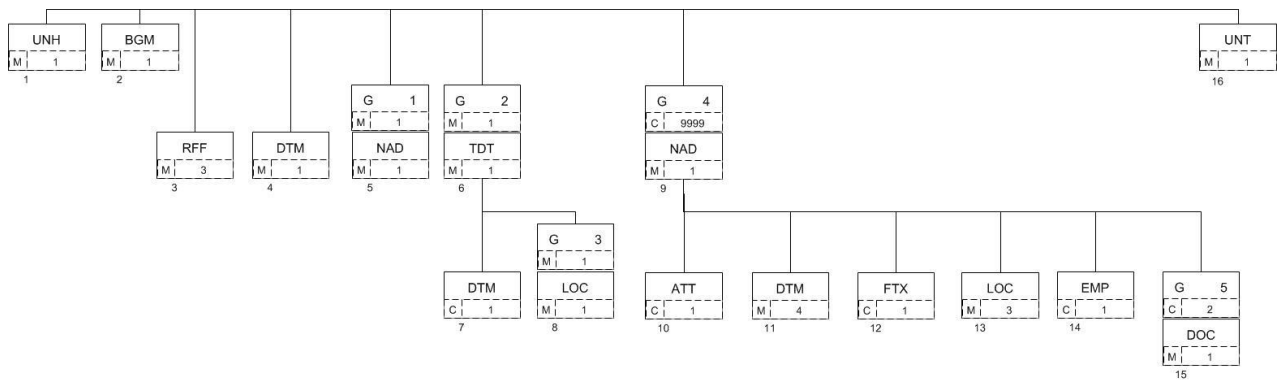 UNH
M 1
1
BGM
M 1
2
RFF
M 3
3
DTM
M 1
4
G 1
M 1
NAD
M 1
5
G 2
M 1
TDT
M 1
6
DTM
C 1
7
G 3
M 1
LOC
M 1
8
G 4
C 9999
NAD
M 1
9
ATT
C 1
10
DTM
M 4
11
FTX
C 1
12
LOC
M 3
13
EMP
C 1
14
G 5
C 2
DOC
M 1
15
UNT
M 1
16